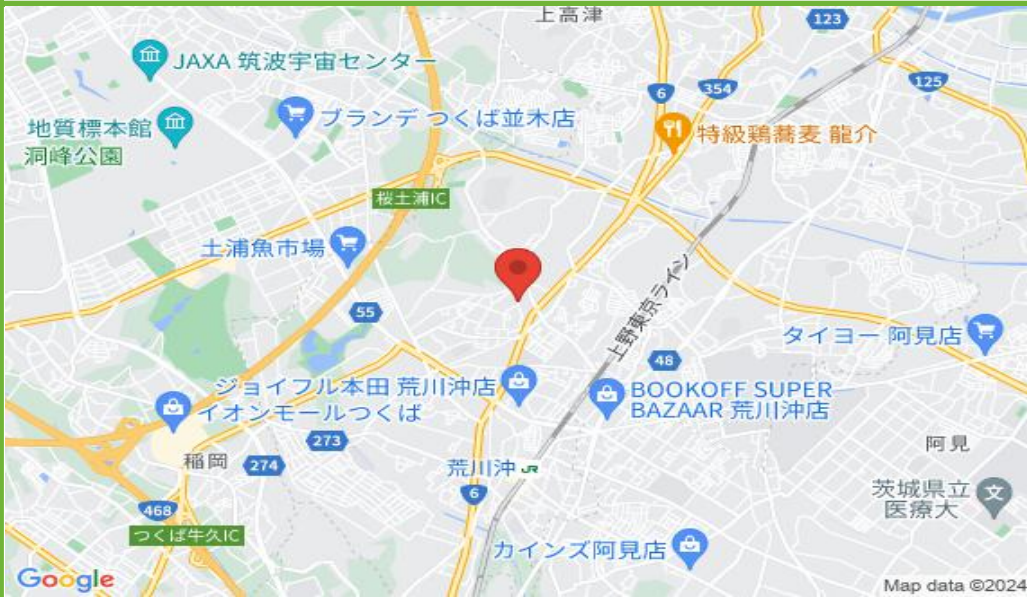 上高津
123
JAXA 筑波宇宙センター
6
354
125
ブランデ つくば並木店
地質標本館
洞峰公園
特級鶏蕎麦 龍介
桜土浦IC
土浦魚市場
上野東京ライン
55
タイヨー 阿見店
48
ジョイフル本田 荒川沖店
イオンモールつくば
BOOKOFF SUPER
BAZAAR 荒川沖店
273
稲岡
274
荒川沖 JR
阿見
6
468
茨城県立
医療大
つくば牛久IC
カインズ阿見店
Google
Map data ©2024